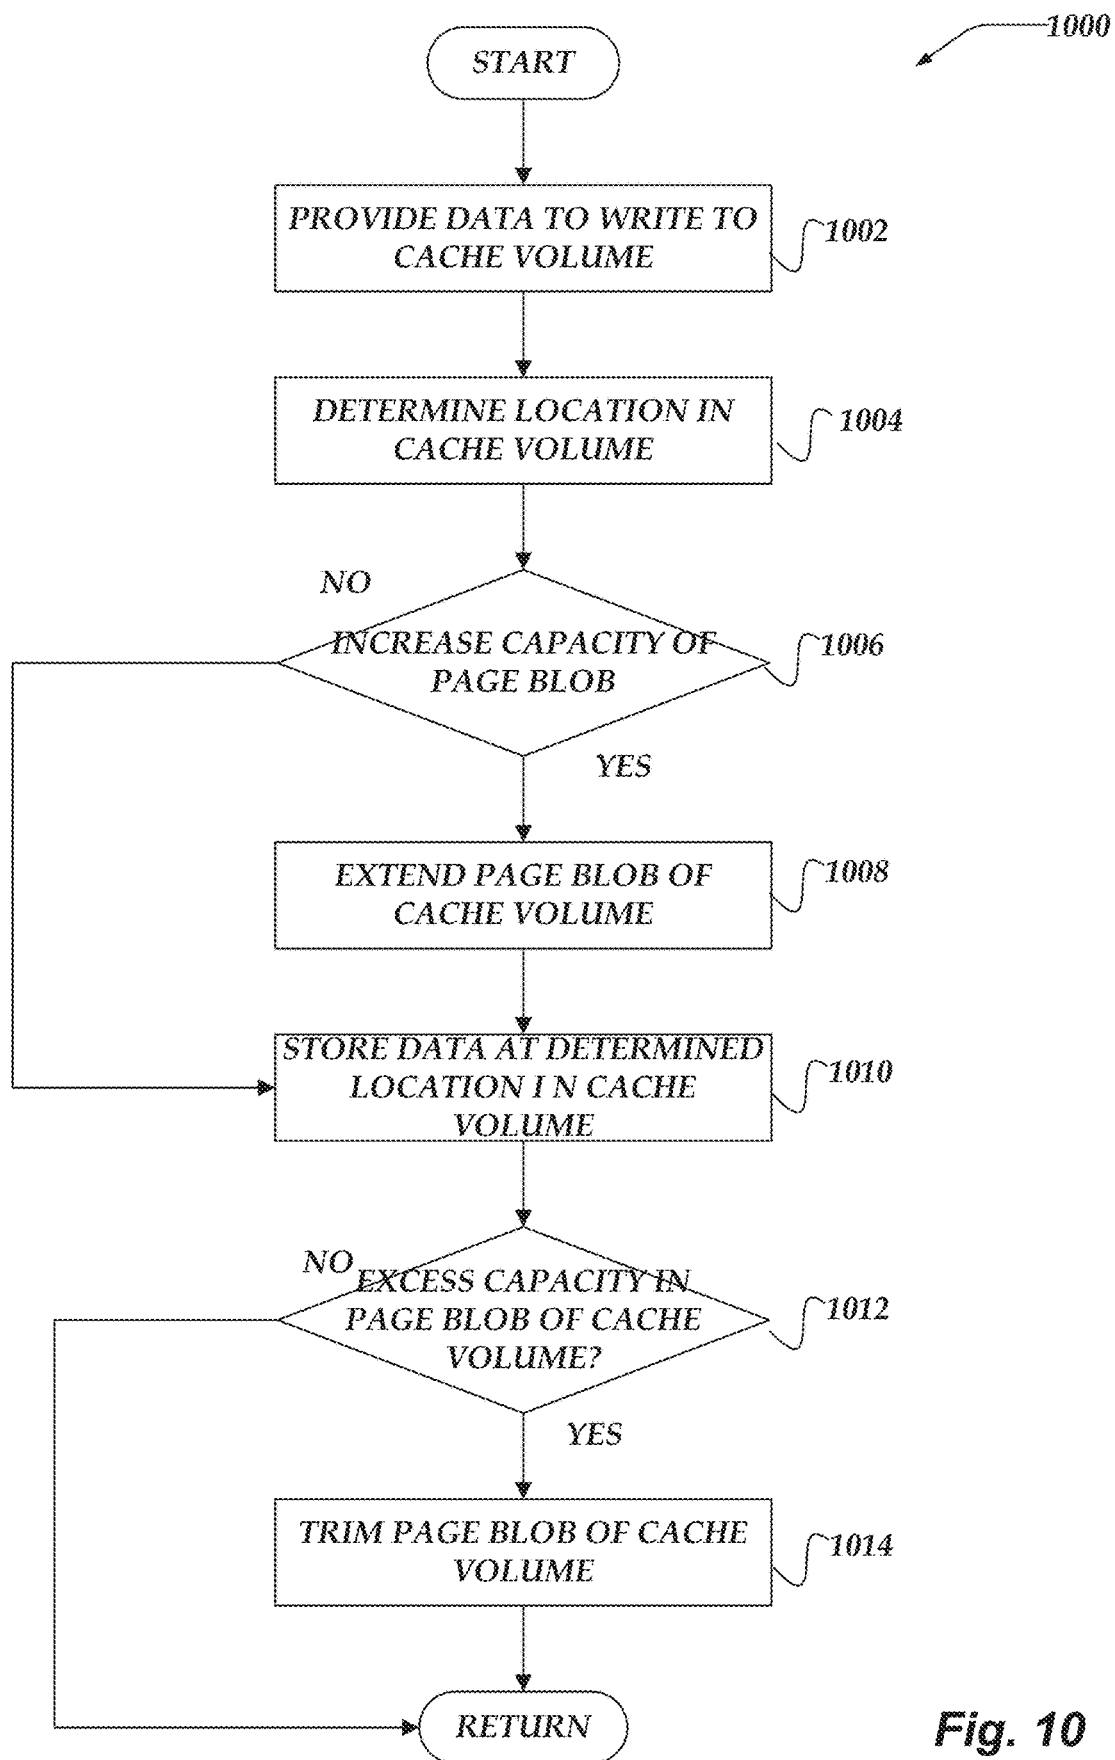 1000
START
PROVIDE DATA TO WRITE TO
CACHE VOLUME
1002
DETERMINE LOCATION IN
CACHE VOLUME
1004
NO
INCREASE CAPACITY OF
PAGE BLOB
1006
YES
EXTEND PAGE BLOB OF
CACHE VOLUME
1008
STORE DATA AT DETERMINED
LOCATION I N CACHE
VOLUME
1010
NO
EXCESS CAPACITY IN
PAGE BLOB OF CACHE
VOLUME?
1012
YES
TRIM PAGE BLOB OF CACHE
VOLUME
1014
RETURN
Fig. 10